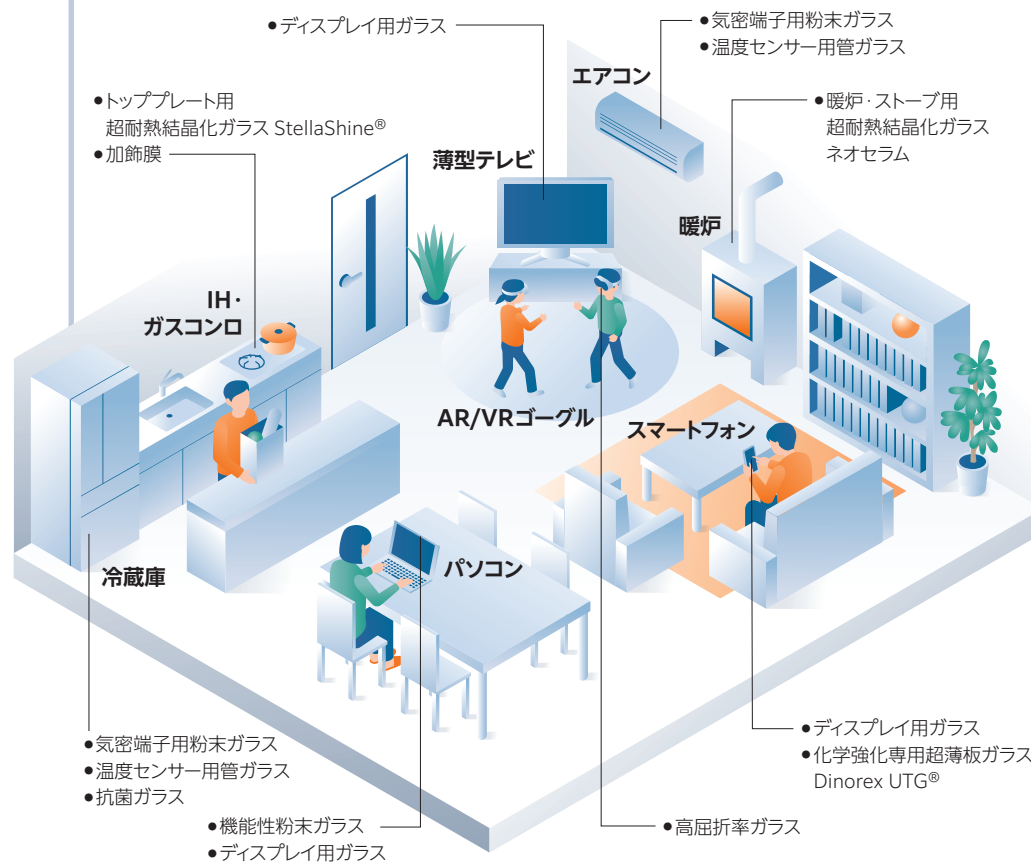 ●ディスプレイ用ガラス
●気密端子用粉末ガラス
●温度センサー用管ガラス
エアコン
●トッププレート用
超耐熱結晶化ガラス StellaShine®
●加飾膜
●暖炉・ストーブ用
超耐熱結晶化ガラス
ネオセラム
薄型テレビ
暖炉
IH・
ガスコンロ
AR/VRゴーグル
スマートフォン
冷蔵庫
パソコン
●気密端子用粉末ガラス
●温度センサー用管ガラス
●抗菌ガラス
●機能性粉末ガラス
●ディスプレイ用ガラス
●高屈折率ガラス
●ディスプレイ用ガラス
●化学強化専用超薄板ガラス
Dinorex UTG®